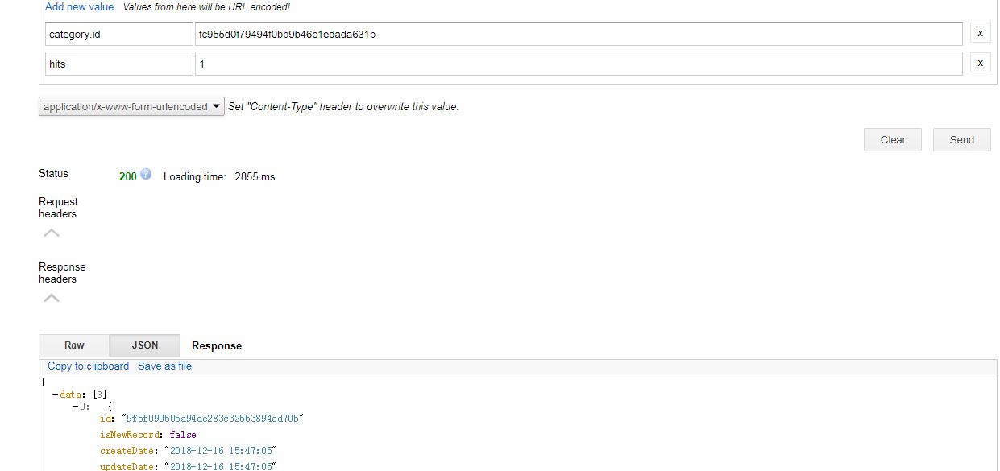 Add new value Values from here will be URL encoded!
category.id fc955d0f79494f0bb9b46c1edada631b x
hits 1 x
application/x-www-form-urlencoded Set "Content-Type" header to overwrite this value.
Clear Send
Status 200 Loading time: 2855 ms
Request
headers
Response
headers
Raw JSON Response
Copy to clipboard Save as file
{
-data: [3]
-0: {
id: "9f5f09050ba94de283c32553894cd70b"
isNewRecord: false
createDate: "2018-12-16 15:47:05"
updateDate: "2018-12-16 15:47:05"